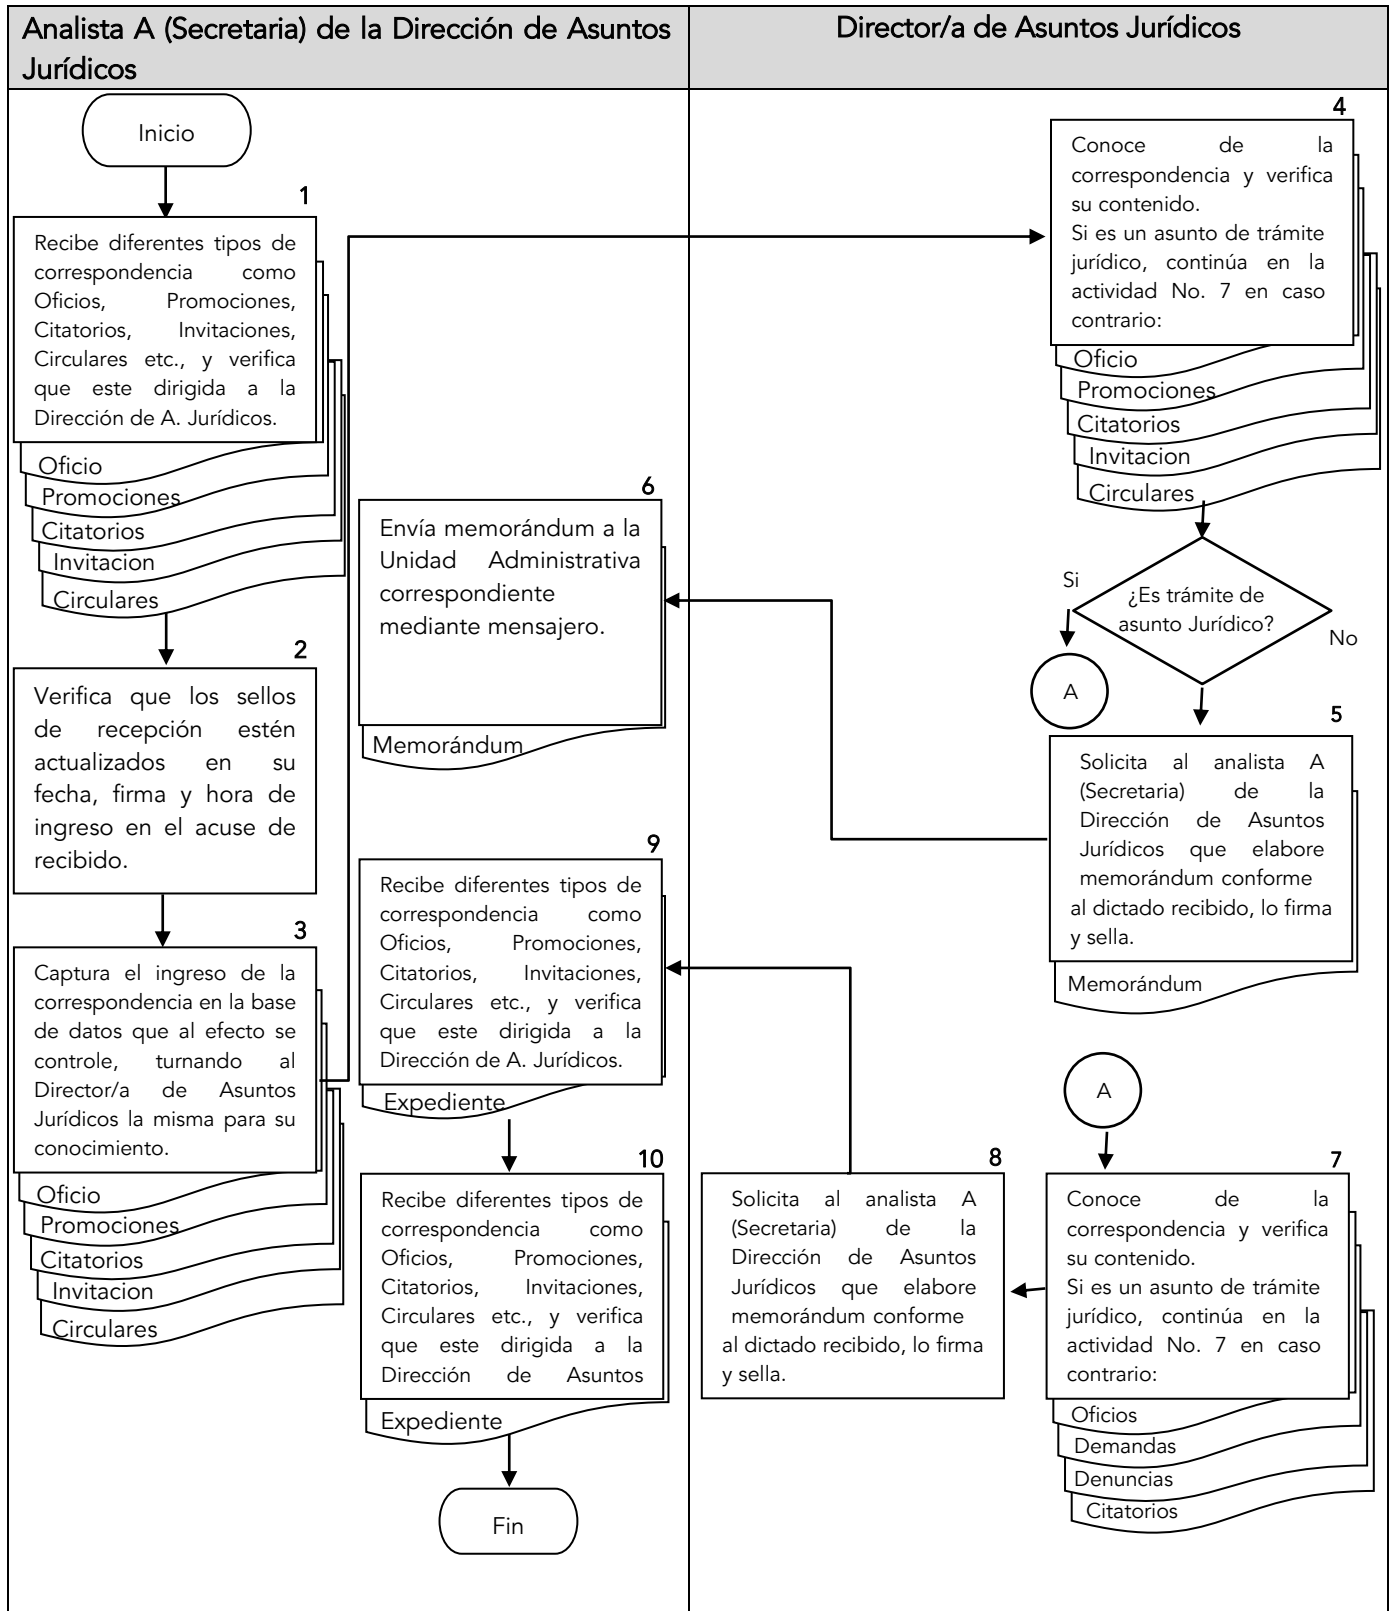 Analista A (Secretaria) de la Dirección de Asuntos
Jurídicos
Director/a de Asuntos Jurídicos
Inicio
1
Recibe diferentes tipos de
correspondencia como
Oficios, Promociones,
Citatorios, Invitaciones,
Circulares etc., y verifica
que este dirigida a la
Dirección de A. Jurídicos.
Oficio
Promociones
Citatorios
Invitacion
Circulares
2
Verifica que los sellos
de recepción estén
actualizados en su
fecha, firma y hora de
ingreso en el acuse de
recibido.
3
Captura el ingreso de la
correspondencia en la base
de datos que al efecto se
controle, turnando al
Director/a de Asuntos
Jurídicos la misma para su
conocimiento.
Oficio
Promociones
Citatorios
Invitacion
Circulares
4
Conoce de la
correspondencia y verifica
su contenido.
Si es un asunto de trámite
jurídico, continúa en la
actividad No. 7 en caso
contrario:
Oficio
Promociones
Citatorios
Invitacion
Circulares
¿Es trámite de
asunto Jurídico?
Si
No
A
5
Solicita al analista A
(Secretaria) de la
Dirección de Asuntos
Jurídicos que elabore
memorándum conforme
al dictado recibido, lo firma
y sella.
Memorándum
6
Envía memorándum a la
Unidad Administrativa
correspondiente
mediante mensajero.
Memorándum
A
7
Conoce de la
correspondencia y verifica
su contenido.
Si es un asunto de trámite
jurídico, continúa en la
actividad No. 7 en caso
contrario:
Oficios
Demandas
Denuncias
Citatorios
8
Solicita al analista A
(Secretaria) de la
Dirección de Asuntos
Jurídicos que elabore
memorándum conforme
al dictado recibido, lo firma
y sella.
9
Recibe diferentes tipos de
correspondencia como
Oficios, Promociones,
Citatorios, Invitaciones,
Circulares etc., y verifica
que este dirigida a la
Dirección de A. Jurídicos.
Expediente
10
Recibe diferentes tipos de
correspondencia como
Oficios, Promociones,
Citatorios, Invitaciones,
Circulares etc., y verifica
que este dirigida a la
Dirección de Asuntos
Expediente
Fin